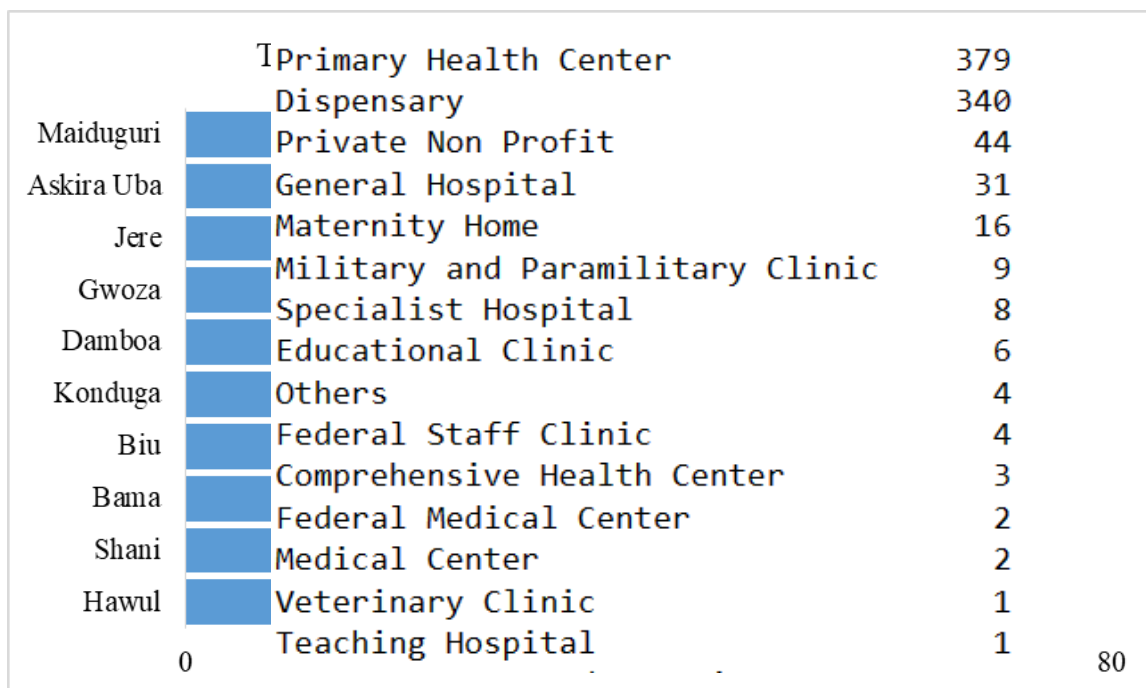 T
Primary Health Center 379
Dispensary 340
Private Non Profit 44
General Hospital 31
Maternity Home 16
Military and Paramilitary Clinic 9
Specialist Hospital 8
Educational Clinic 6
Others 4
Federal Staff Clinic 4
Comprehensive Health Center 3
Federal Medical Center 2
Medical Center 2
Veterinary Clinic 1
Teaching Hospital 1
Maiduguri
Askira Uba
Jere
Gwoza
Damboa
Konduga
Biu
Bama
Shani
Hawul
0 80